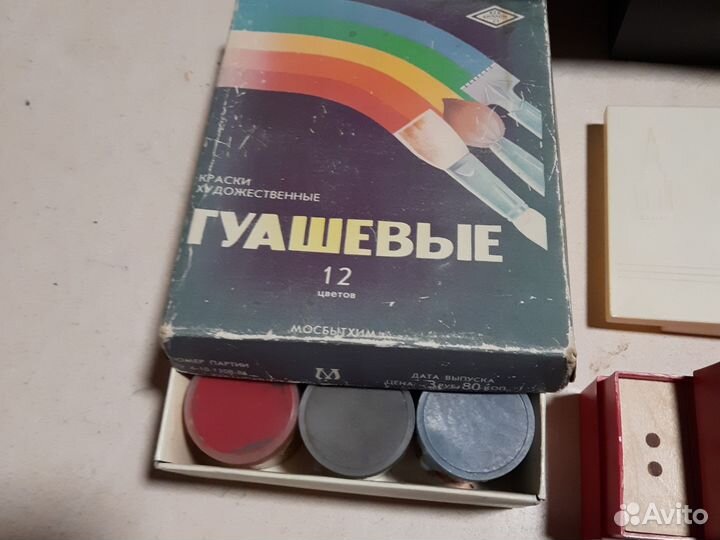 КРАСКИ
ХУДОЖЕСТВЕННЫЕ
ГУАШЕВЫЕ
12
цветов
МОСБЫТХИМ
НОМЕР ПАРТИИ
ДАТА ВЫПУСКА
ЦЕНА: 3 РУБ. 80 КОП.
Avito